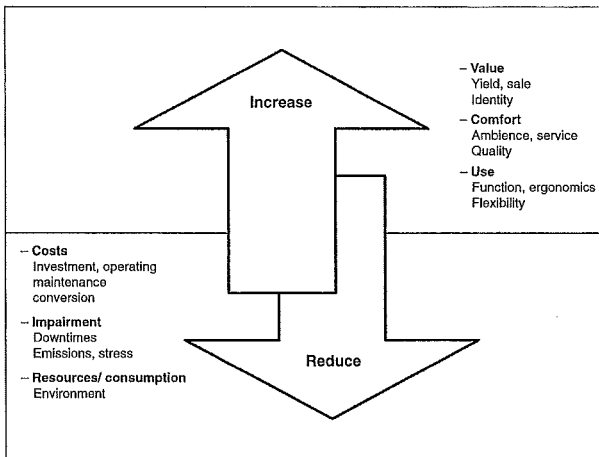 Increase
– Value
Yield, sale
Identity
– Comfort
Ambience, service
Quality
– Use
Function, ergonomics
Flexibility
– Costs
Investment, operating
maintenance
conversion
– Impairment
Downtimes
Emissions, stress
– Resources/ consumption
Environment
Reduce